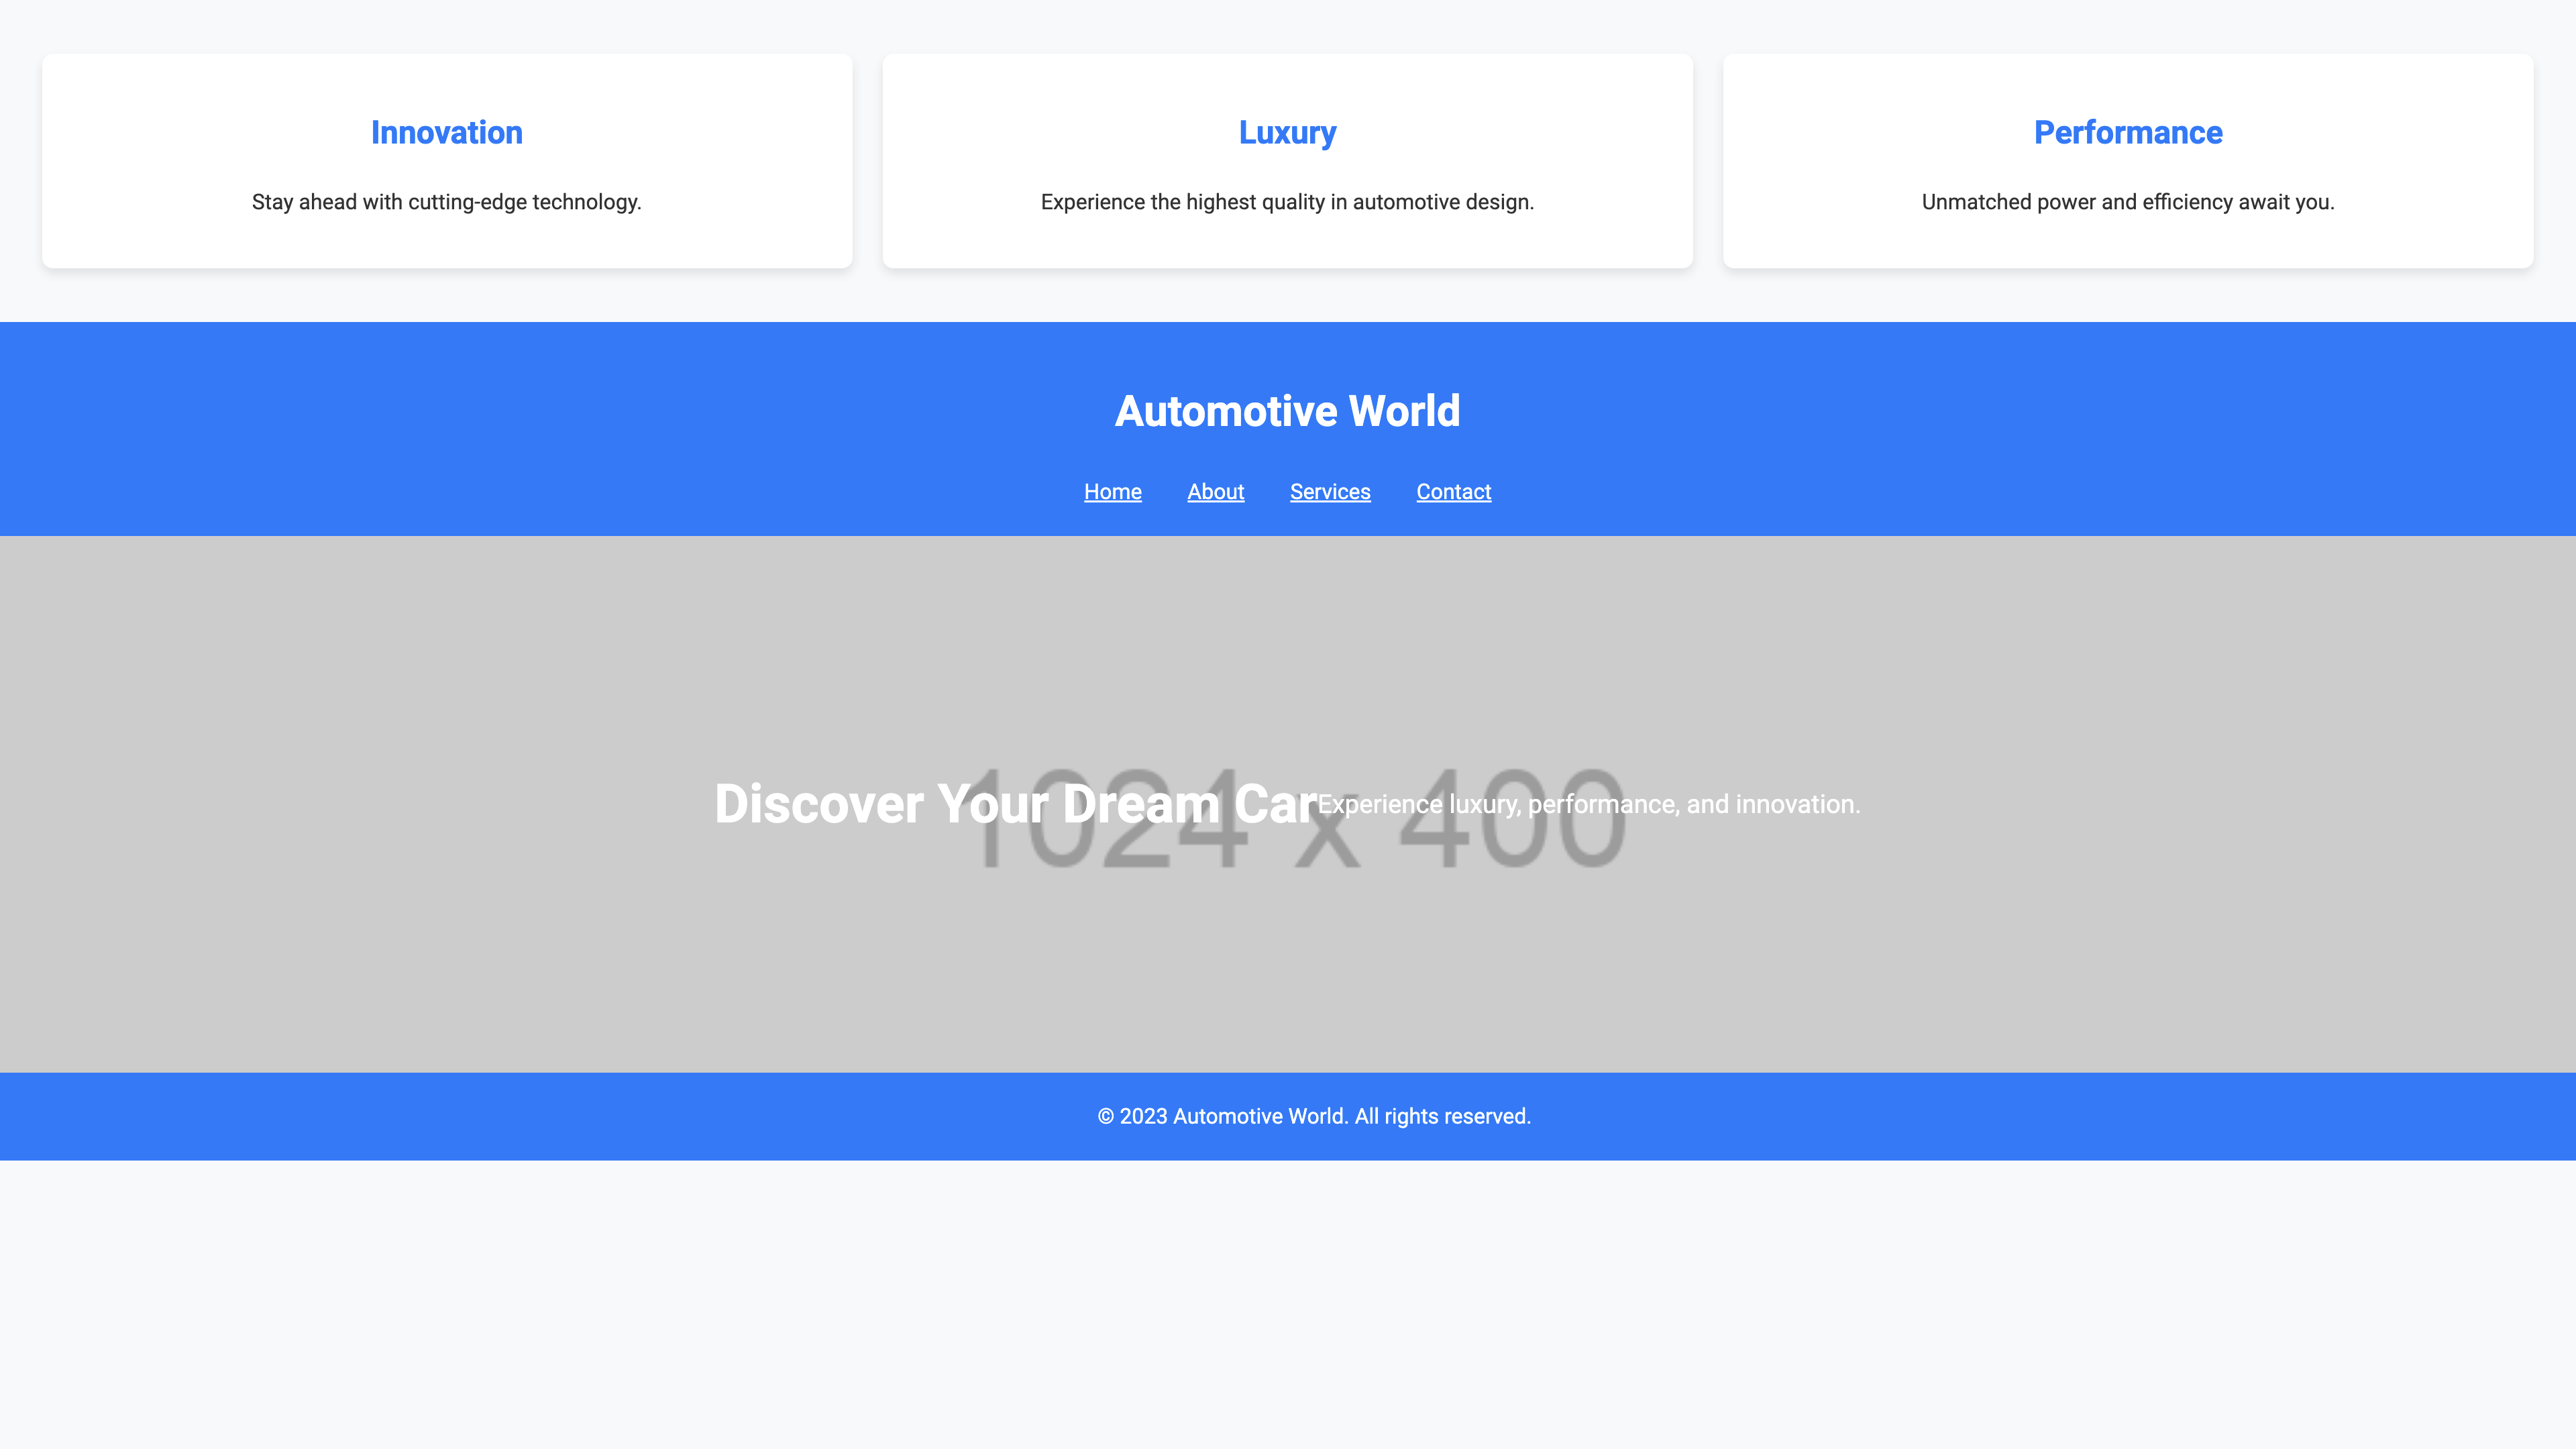 Innovation
Stay ahead with cutting-edge technology.
Luxury
Experience the highest quality in automotive design.
Performance
Unmatched power and efficiency await you.
Automotive World
Home About Services Contact
1024 x 400
Discover Your Dream Car
Experience luxury, performance, and innovation.
© 2023 Automotive World. All rights reserved.